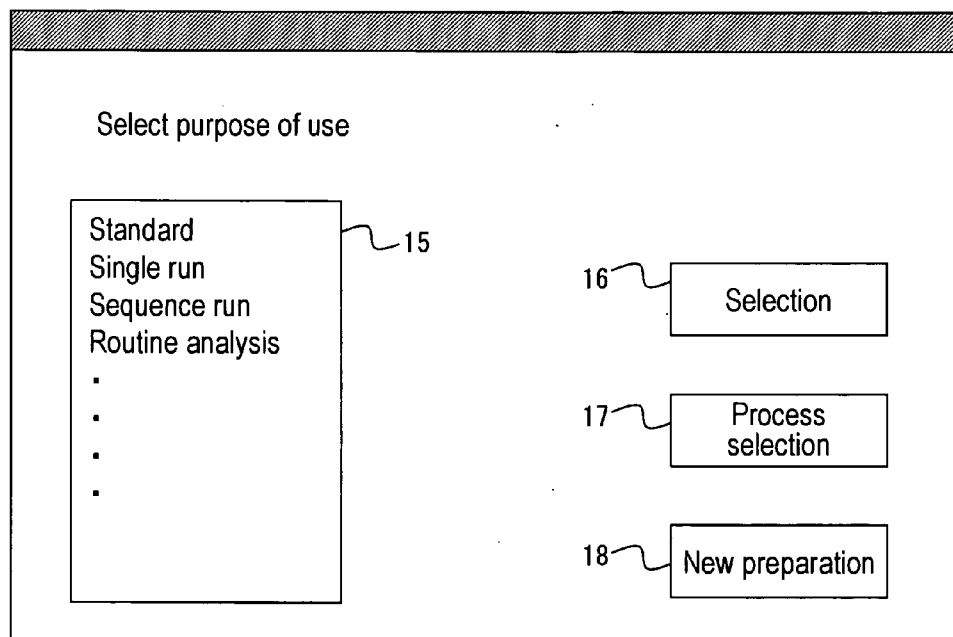 Select purpose of use
Standard
Single run
Sequence run
Routine analysis
15
16
Selection
17
Process
selection
18
New preparation